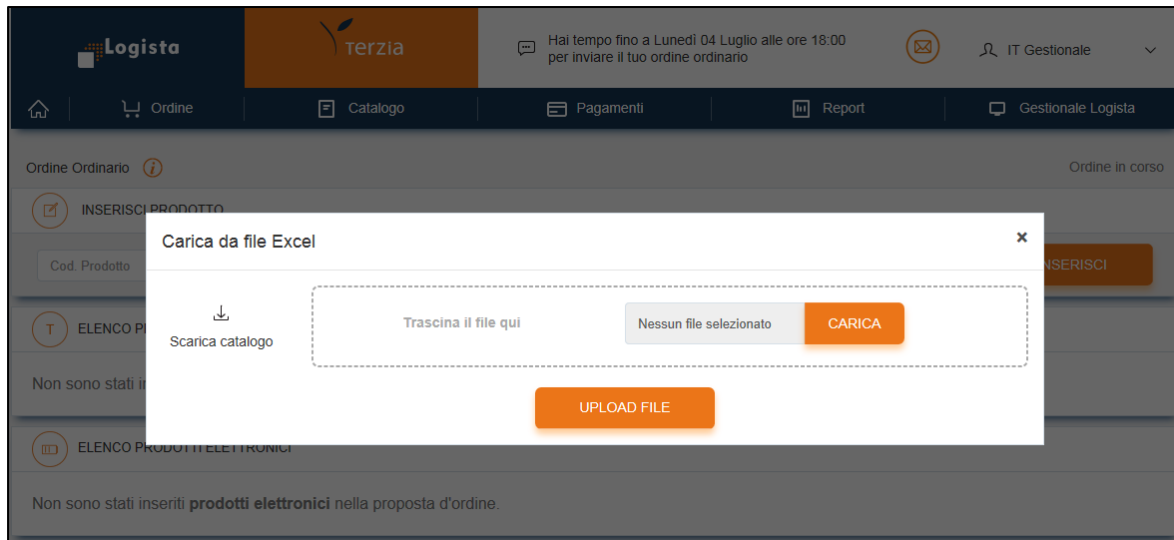 Logista
Terzia
Hai tempo fino a Lunedì 04 Luglio alle ore 18:00
per inviare il tuo ordine ordinario
IT Gestionale
Ordine
Catalogo
Pagamenti
Report
Gestionale Logista
Ordine Ordinario
i
Ordine in corso
INSERISCI PRODOTTO
Carica da file Excel
×
Cod. Prodotto
NSERISCI
Scarica catalogo
Trascina il file qui
Nessun file selezionato
CARICA
T
ELENCO P
Non sono stati i
UPLOAD FILE
ELENCO PRODOTTI ELETTRONICI
Non sono stati inseriti prodotti elettronici nella proposta d'ordine.